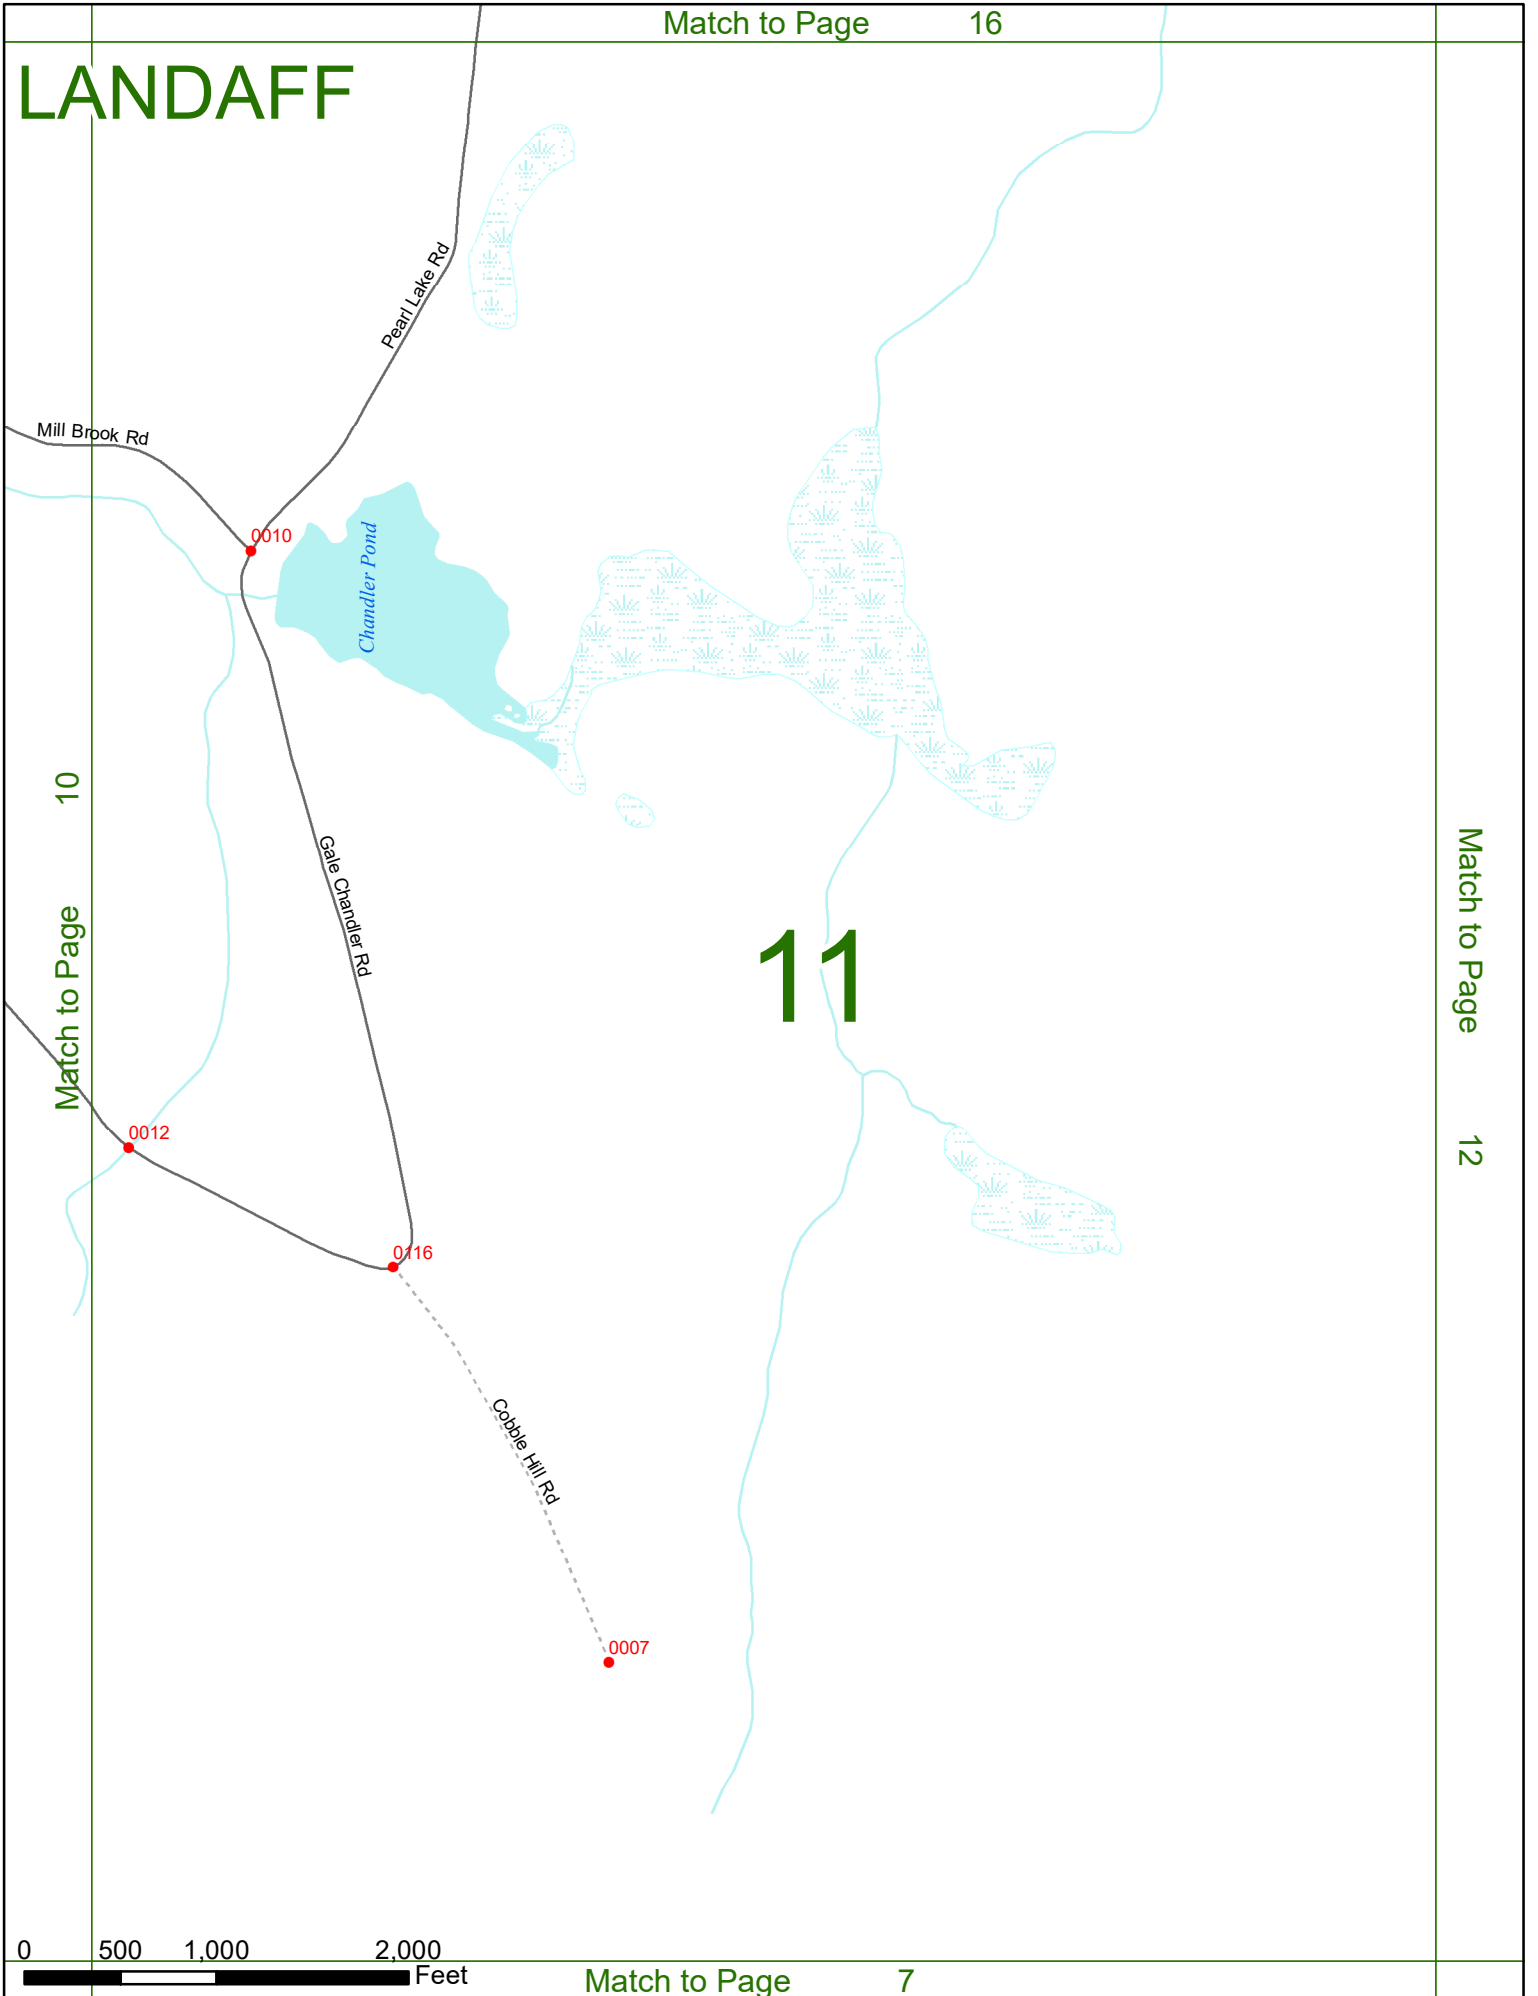 Match to Page 16
LANDAFF
Pearl Lake Rd
Mill Brook Rd
0010
Chandler Pond
Match to Page 10
Gale Chandler Rd
Match to Page 12
11
0012
0116
Cobble Hill Rd
0007
0 500 1,000 2,000
Feet
Match to Page 7